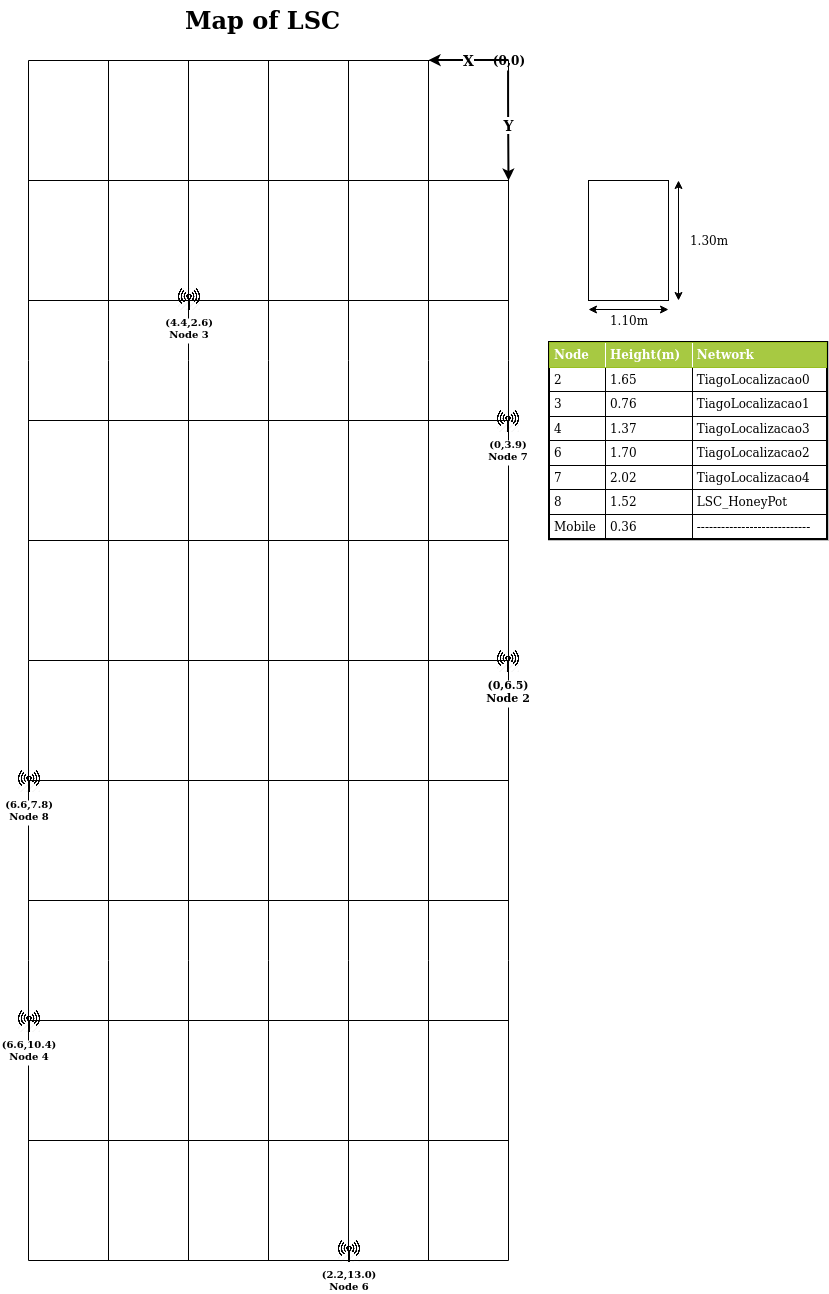 Map of LSC
X
(0,0)
Y
1.30m
1.10m
(4.4,2.6)
Node 3
Node Height(m) Network
2 1.65 TiagoLocalizacao0
3 0.76 TiagoLocalizacao1
4 1.37 TiagoLocalizacao3
6 1.70 TiagoLocalizacao2
7 2.02 TiagoLocalizacao4
8 1.52 LSC_HoneyPot
Mobile 0.36 ----------------------------
(0,3.9)
Node 7
(0,6.5)
Node 2
(6.6,7.8)
Node 8
(6.6,10.4)
Node 4
(2.2,13.0)
Node 6